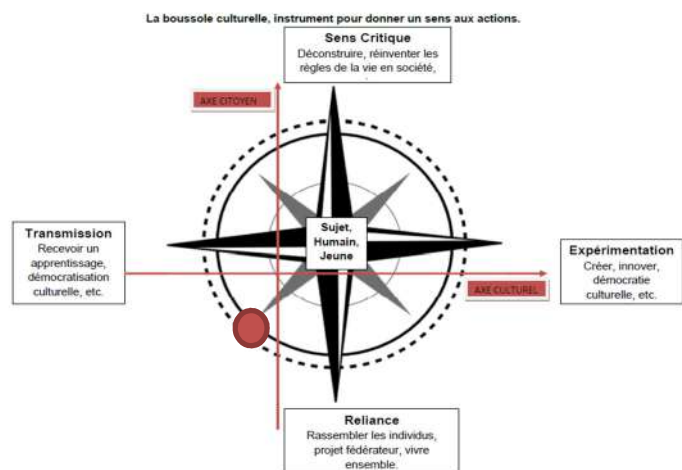 La boussole culturelle, instrument pour donner un sens aux actions.
Sens Critique
Déconstruire, réinventer les
règles de la vie en société,
AXE CITOYEN
Transmission
Recevoir un
apprentissage,
démocratisation
culturelle, etc.
Sujet,
Humain,
Jeune
Expérimentation
Créer, innover,
démocratie
culturelle, etc.
AXE CULTUREL
Reliance
Rassembler les individus,
projet fédérateur, vivre
ensemble.